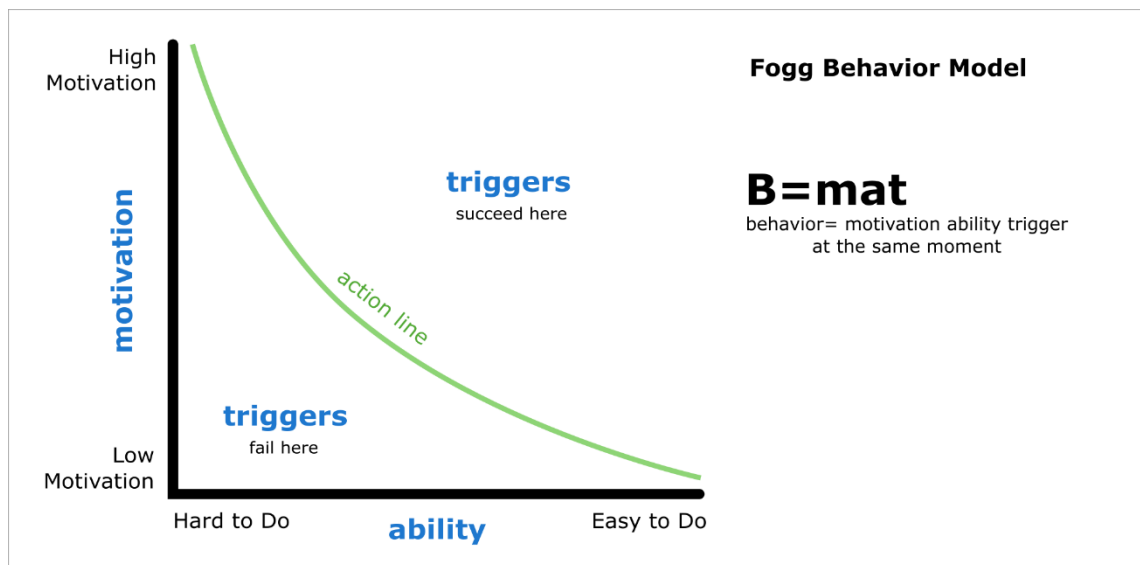 High
Motivation
motivation
Low
Motivation
triggers
succeed here
action line
triggers
fail here
Hard to Do
ability
Easy to Do
Fogg Behavior Model
B=mat
behavior= motivation ability trigger
at the same moment